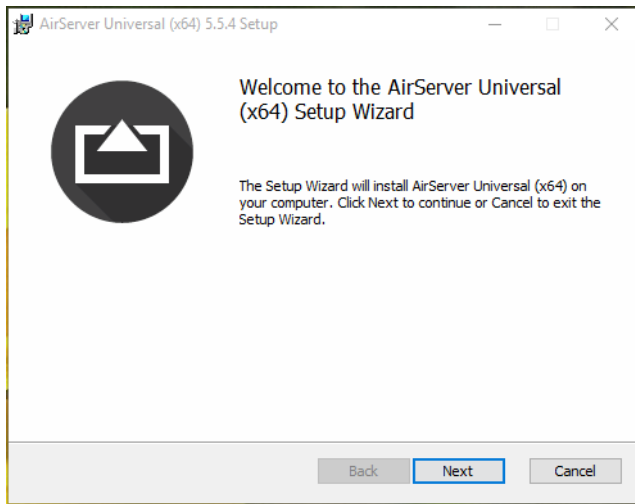 AirServer Universal (x64) 5.5.4 Setup
Welcome to the AirServer Universal
(x64) Setup Wizard
The Setup Wizard will install AirServer Universal (x64) on
your computer. Click Next to continue or Cancel to exit the
Setup Wizard.
Back Next Cancel